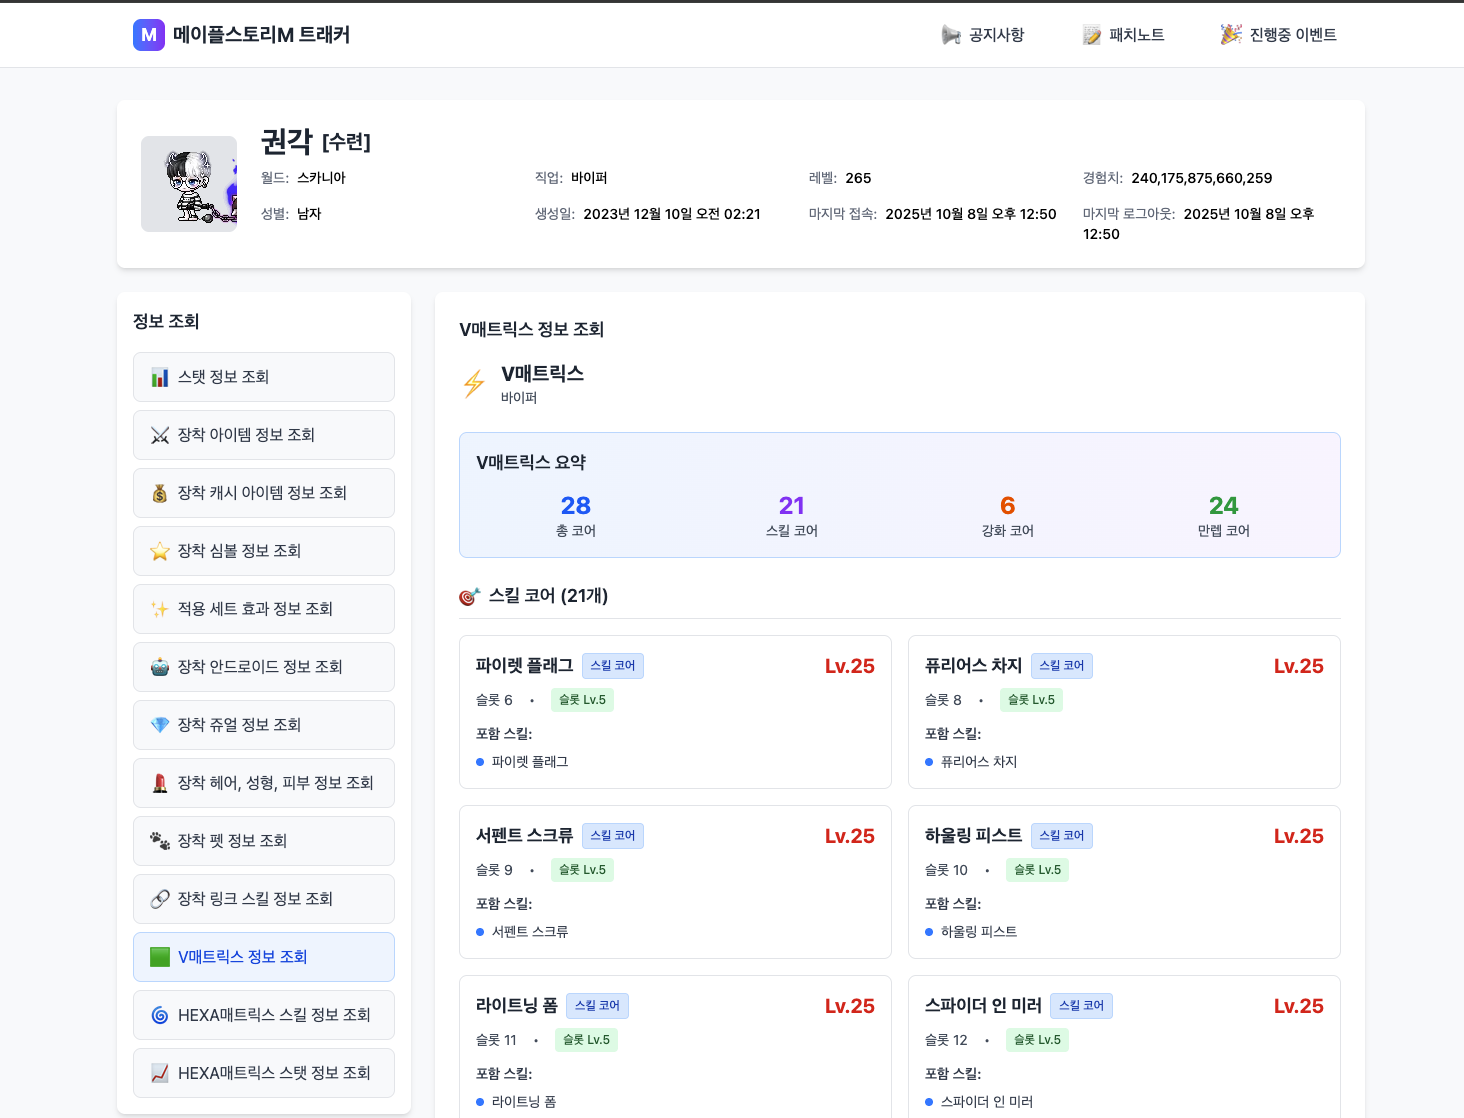 M 메이플스토리M 트래커
공지사항
패치노트
진행중 이벤트
권각 [수련]
월드: 스카니아
직업: 바이퍼
레벨: 265
경험치: 240,175,875,660,259
성별: 남자
생성일: 2023년 12월 10일 오전 02:21
마지막 접속: 2025년 10월 8일 오후 12:50
마지막 로그아웃: 2025년 10월 8일 오후
12:50
정보 조회
스탯 정보 조회
장착 아이템 정보 조회
장착 캐시 아이템 정보 조회
장착 심볼 정보 조회
적용 세트 효과 정보 조회
장착 안드로이드 정보 조회
장착 쥬얼 정보 조회
장착 헤어, 성형, 피부 정보 조회
장착 펫 정보 조회
장착 링크 스킬 정보 조회
V매트릭스 정보 조회
HEXA매트릭스 스킬 정보 조회
HEXA매트릭스 스탯 정보 조회
V매트릭스 정보 조회
V매트릭스
바이퍼
V매트릭스 요약
28
총 코어
21
스킬 코어
6
강화 코어
24
만렙 코어
스킬 코어 (21개)
파이렛 플래그 스킬 코어 Lv.25
슬롯 6 • 슬롯 Lv.5
포함 스킬:
파이렛 플래그
퓨리어스 차지 스킬 코어 Lv.25
슬롯 8 • 슬롯 Lv.5
포함 스킬:
퓨리어스 차지
서펜트 스크류 스킬 코어 Lv.25
슬롯 9 • 슬롯 Lv.5
포함 스킬:
서펜트 스크류
하울링 피스트 스킬 코어 Lv.25
슬롯 10 • 슬롯 Lv.5
포함 스킬:
하울링 피스트
라이트닝 폼 스킬 코어 Lv.25
슬롯 11 • 슬롯 Lv.5
포함 스킬:
라이트닝 폼
스파이더 인 미러 스킬 코어 Lv.25
슬롯 12 • 슬롯 Lv.5
포함 스킬:
스파이더 인 미러